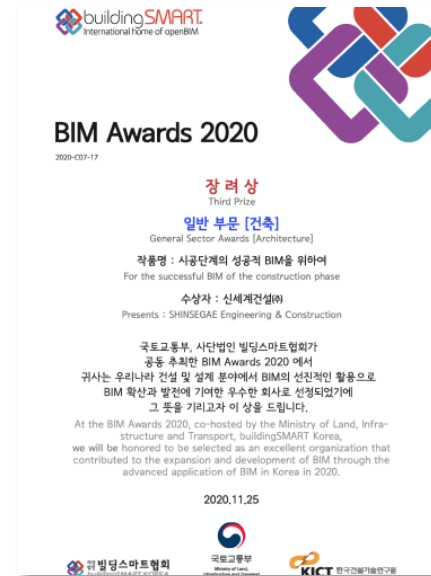 buildingSMART.
International home of openBIM
BIM Awards 2020
2020-C07-17
장 려 상
Third Prize
일반 부문 [건축]
General Sector Awards [Architecture]
작품명 : 시공단계의 성공적 BIM을 위하여
For the successful BIM of the construction phase
수상자 : 신세계건설㈜
Presents : SHINSEGAE Engineering & Construction
국토교통부, 사단법인 빌딩스마트협회가
공동 추최한 BIM Awards 2020 에서
귀사는 우리나라 건설 및 설계 분야에서 BIM의 선진적인 활용으로
BIM 확산과 발전에 기여한 우수한 회사로 선정되었기에
그 뜻을 기리고자 이 상을 드립니다.
At the BIM Awards 2020, co-hosted by the Ministry of Land, Infra-
structure and Transport, buildingSMART Korea,
we will be honored to be selected as an excellent organization that
contributed to the expansion and development of BIM through the
advanced application of BIM in Korea in 2020.
2020.11.25
빌딩스마트협회
buildingSMART KOREA
국토교통부
Ministry of Land,
Infrastructure and Transport
KICT 한국건설기술연구원